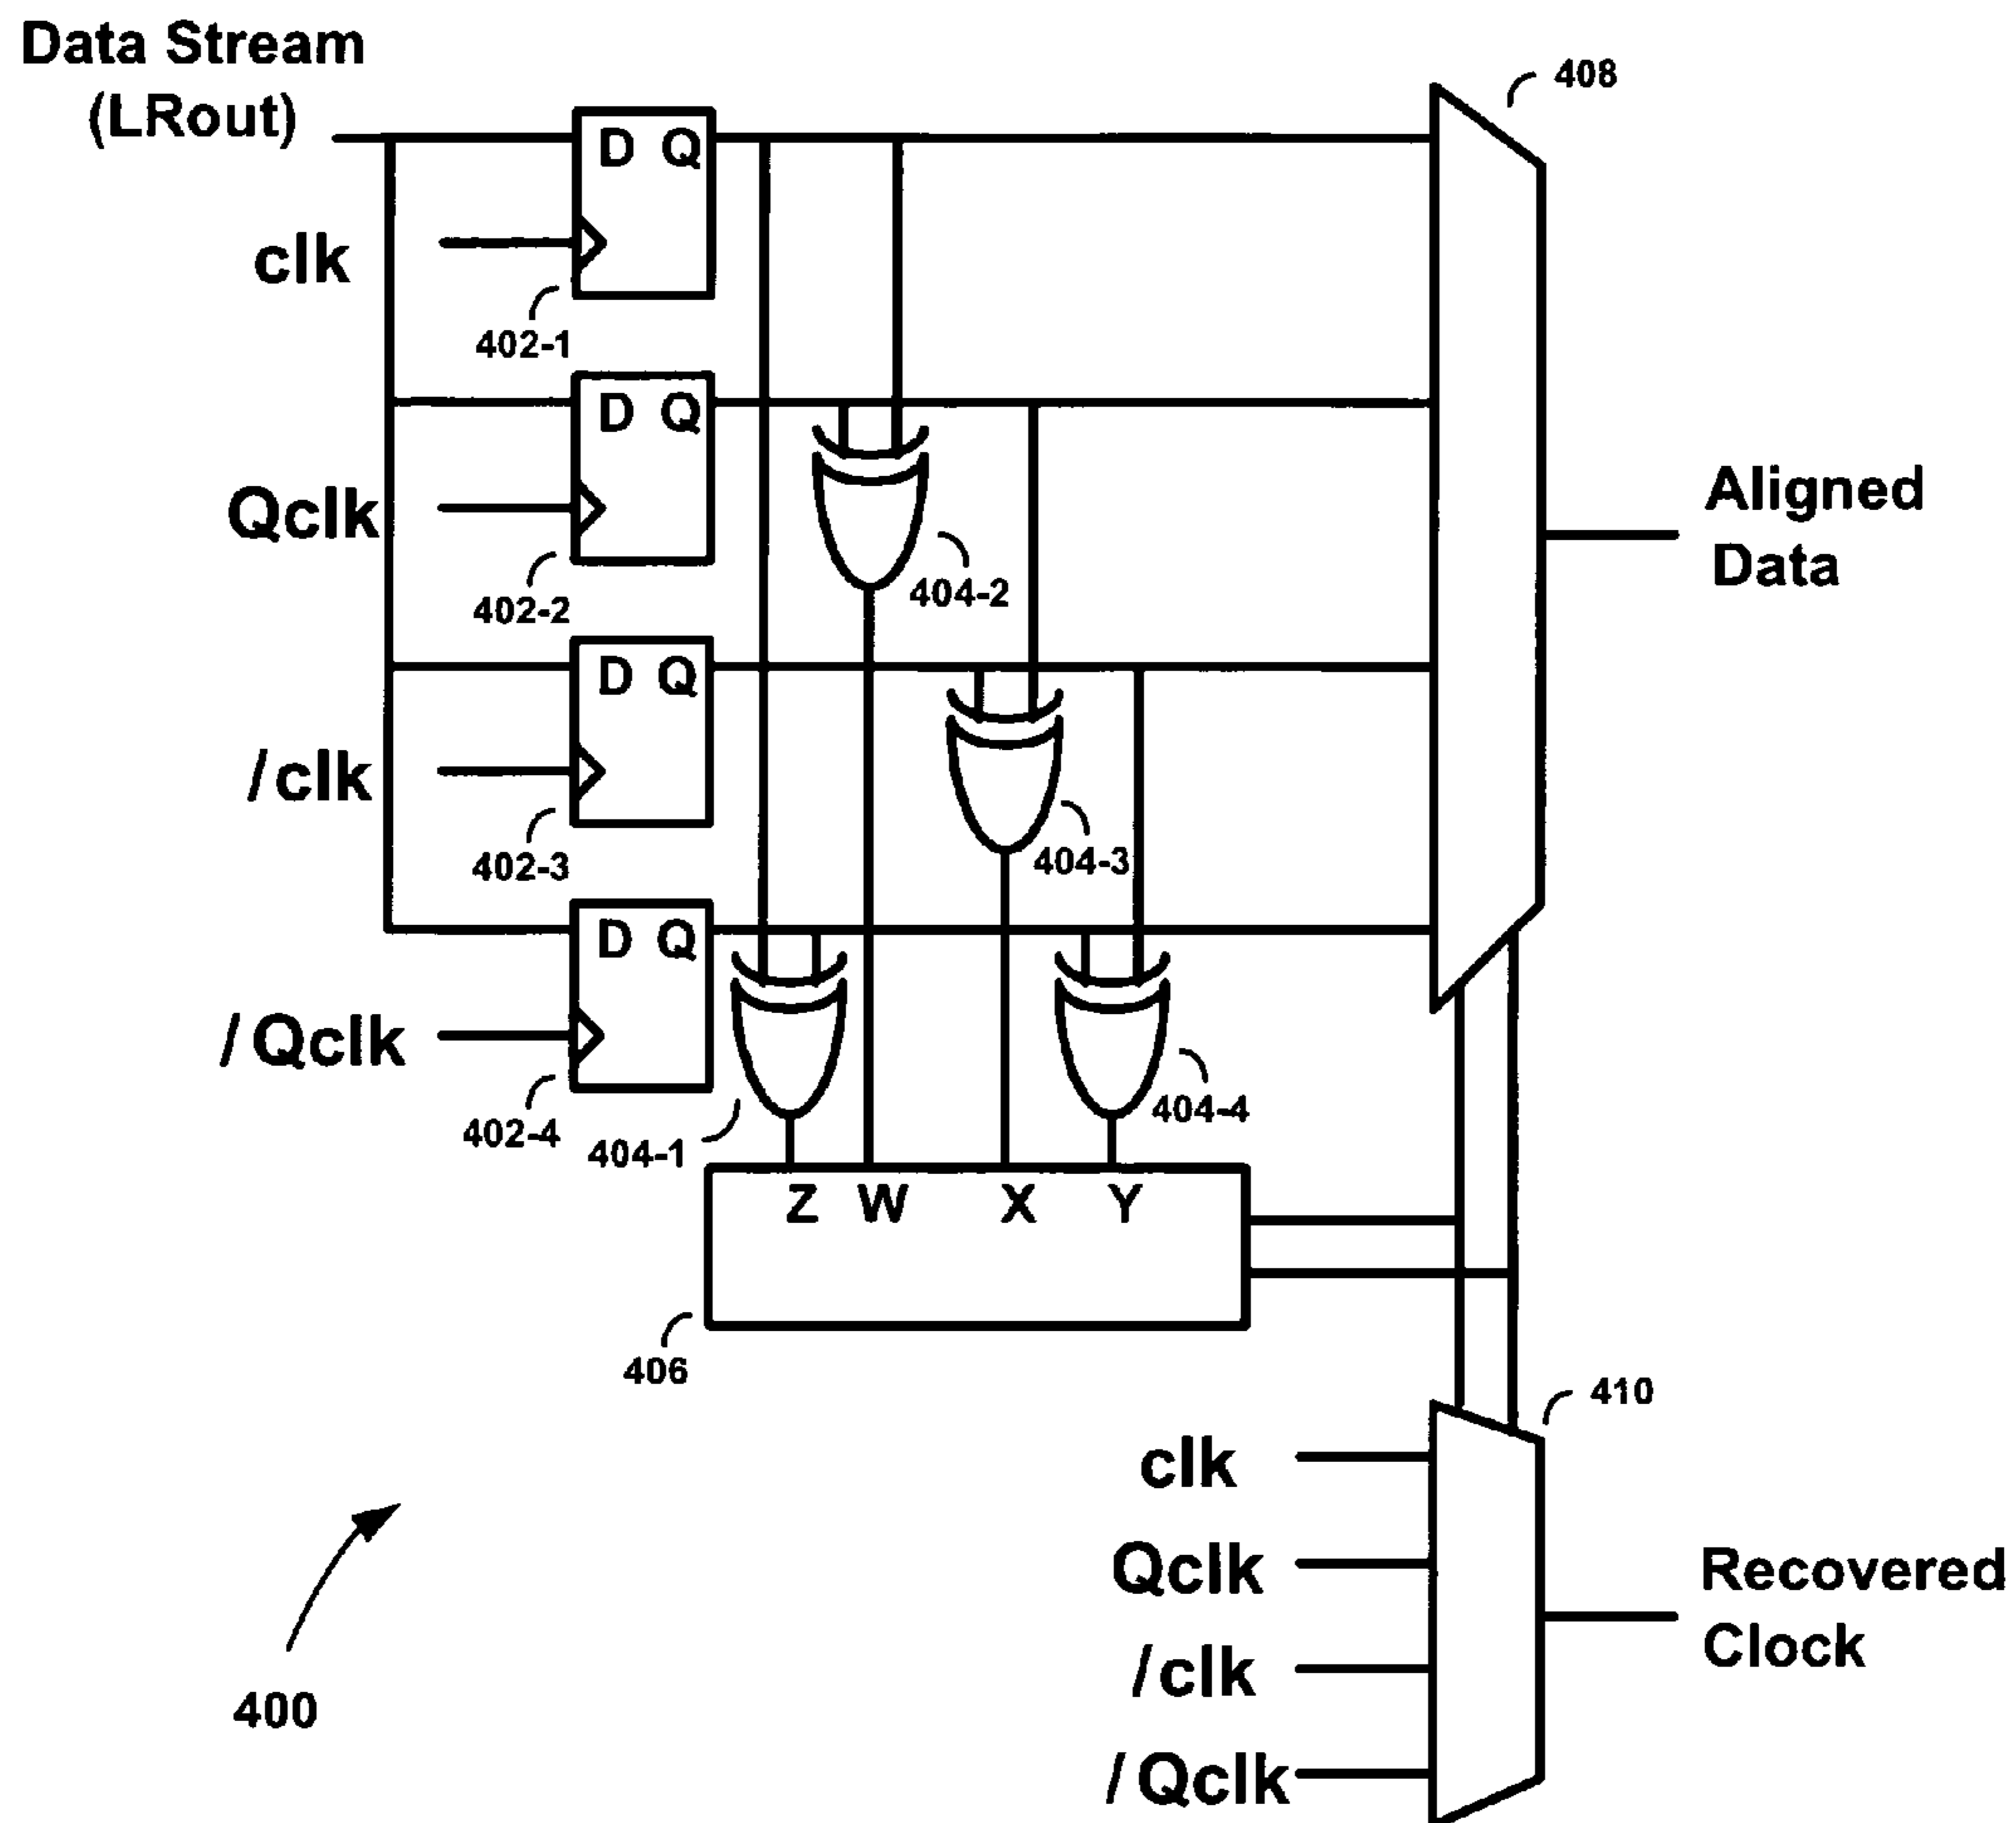 Data Stream
(LRout)
408
D Q
clk
402-1
D Q
Qclk
Aligned
Data
404-2
402-2
D Q
/clk
404-3
402-3
D Q
/Qclk
404-4
402-4
404-1
Z W X Y
406
410
clk
Qclk
Recovered
Clock
/clk
400
/Qclk